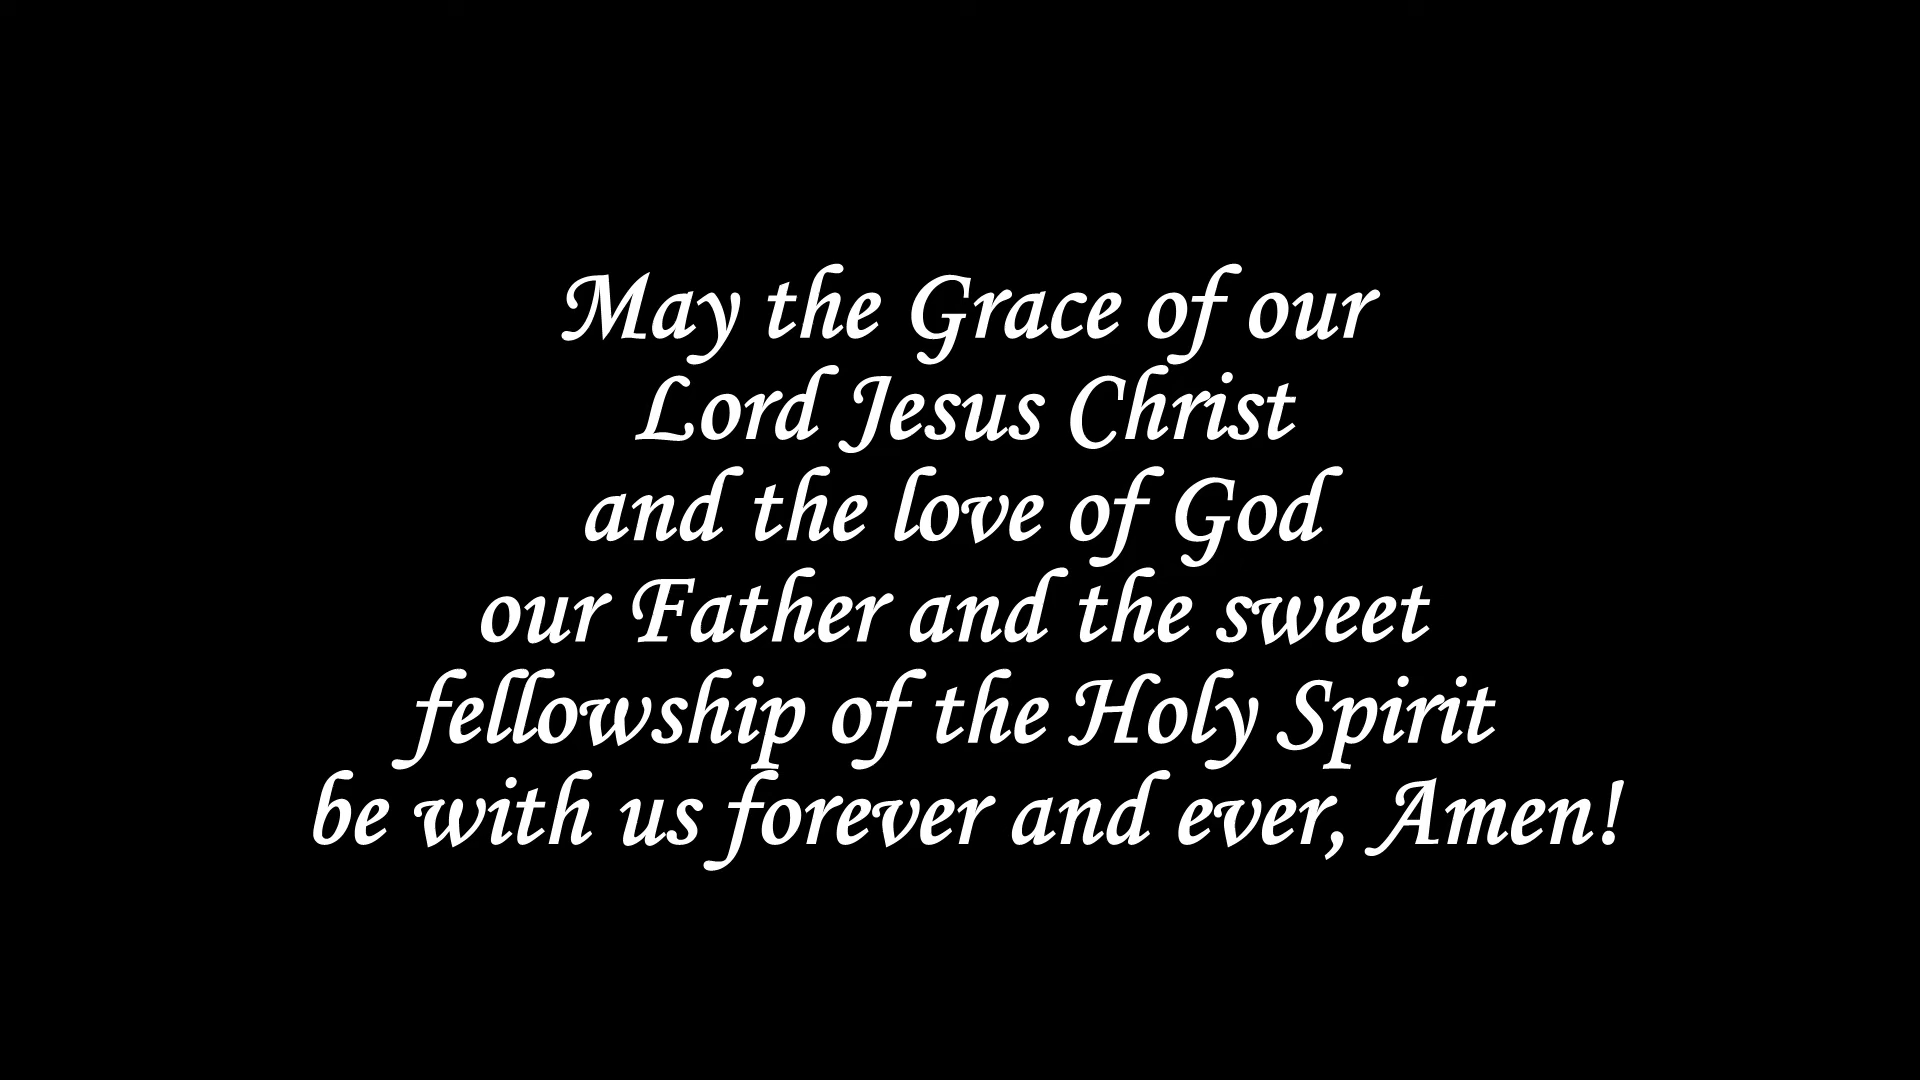 May the Grace of our
Lord Jesus Christ
and the love of God
our Father and the sweet
fellowship of the Holy Spirit
be with us forever and ever, Amen!